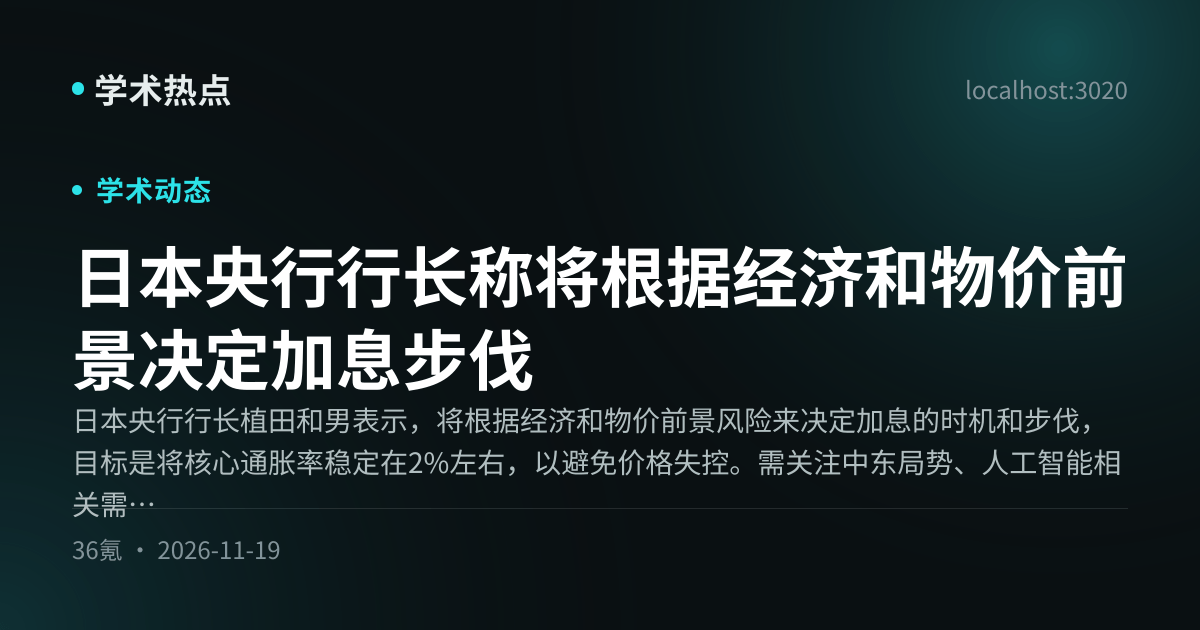 学术热点
localhost:3020
学术动态
日本央行行长称将根据经济和物价前
景决定加息步伐
日本央行行长植田和男表示，将根据经济和物价前景风险来决定加息的时机和步伐，
目标是将核心通胀率稳定在2%左右，以避免价格失控。需关注中东局势、人工智能相
关需…
36氪 · 2026-11-19